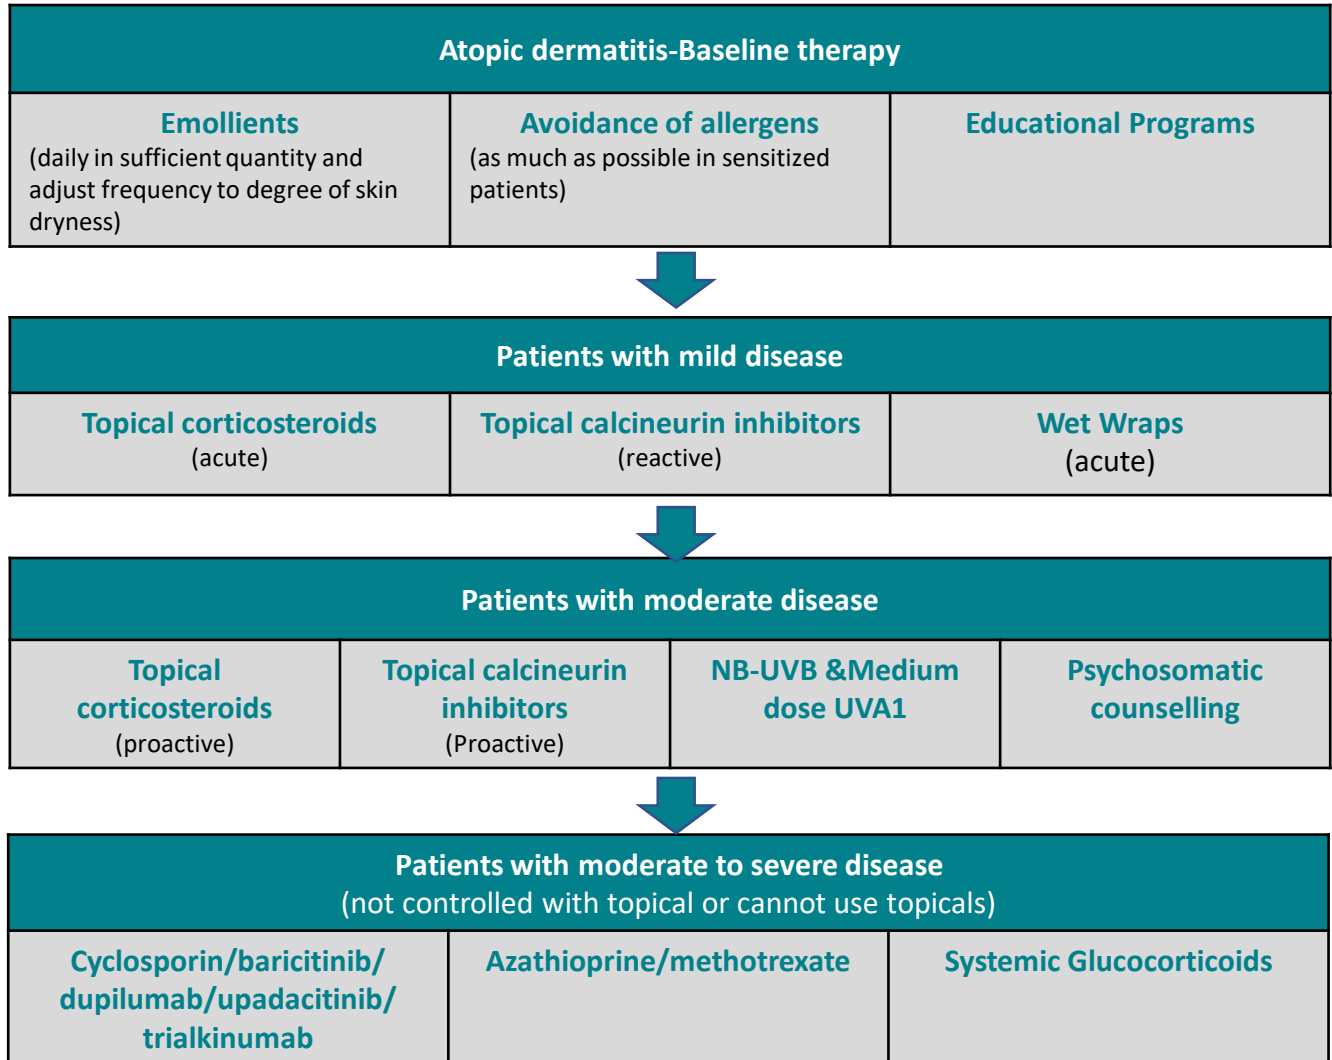 Atopic dermatitis-Baseline therapy
Emollients
(daily in sufficient quantity and
adjust frequency to degree of skin
dryness)
Avoidance of allergens
(as much as possible in sensitized
patients)
Educational Programs
Patients with mild disease
Topical corticosteroids
(acute)
Topical calcineurin inhibitors
(reactive)
Wet Wraps
(acute)
Patients with moderate disease
Topical
corticosteroids
(proactive)
Topical calcineurin
inhibitors
(Proactive)
NB-UVB &Medium
dose UVA1
Psychosomatic
counselling
Patients with moderate to severe disease
(not controlled with topical or cannot use topicals)
Cyclosporin/baricitinib/
dupilumab/upadacitinib/
trialkinumab
Azathioprine/methotrexate
Systemic Glucocorticoids